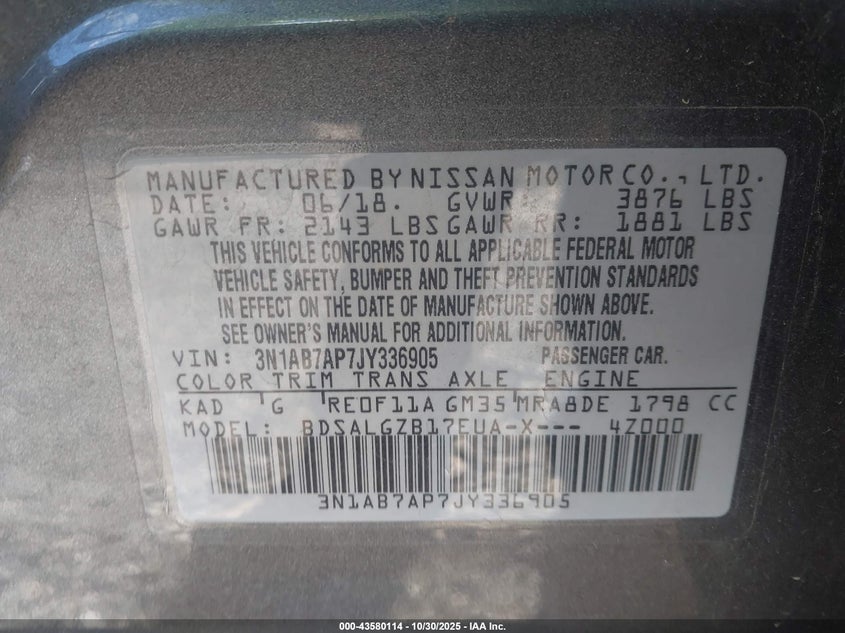 MANUFACTURED BY NISSAN MOTOR CO., LTD.
DATE: 06/18. GVWR: 3876 LBS
GAWR FR: 2143 LBS GAWR RR: 1881 LBS
THIS VEHICLE CONFORMS TO ALL APPLICABLE FEDERAL MOTOR
VEHICLE SAFETY, BUMPER AND THEFT PREVENTION STANDARDS
IN EFFECT ON THE DATE OF MANUFACTURE SHOWN ABOVE.
SEE OWNER'S MANUAL FOR ADDITIONAL INFORMATION.
VIN: 3N1AB7AP7JY336905 PASSENGER CAR.
COLOR TRIM TRANS AXLE ENGINE
KAD G RE0F11A GM35 MRA8DE 1798 CC
MODEL: BDSALGZB17EUA-X--- 4Z000
3N1AB7AP7JY336905
000-43580114 - 10/30/2025 - IAA Inc.